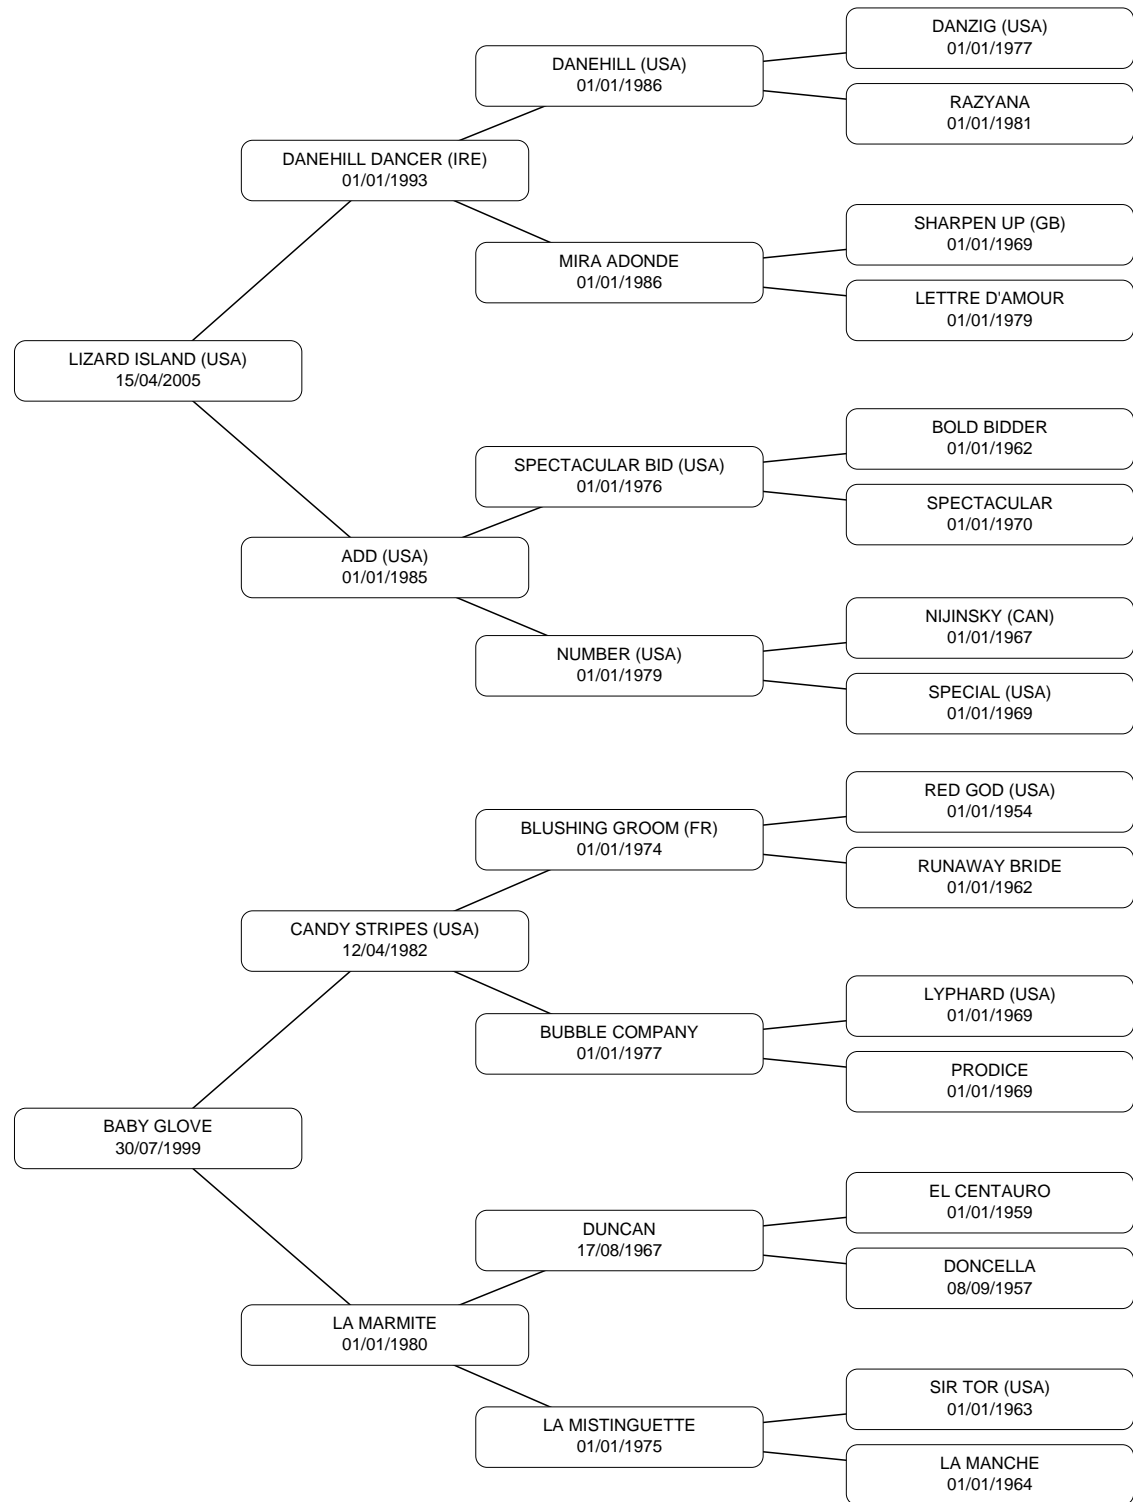 DANZIG (USA)
01/01/1977
DANEHILL (USA)
01/01/1986
RAZYANA
01/01/1981
DANEHILL DANCER (IRE)
01/01/1993
SHARPEN UP (GB)
01/01/1969
MIRA ADONDE
01/01/1986
LETTRE D'AMOUR
01/01/1979
LIZARD ISLAND (USA)
15/04/2005
BOLD BIDDER
01/01/1962
SPECTACULAR BID (USA)
01/01/1976
SPECTACULAR
01/01/1970
ADD (USA)
01/01/1985
NIJINSKY (CAN)
01/01/1967
NUMBER (USA)
01/01/1979
SPECIAL (USA)
01/01/1969
RED GOD (USA)
01/01/1954
BLUSHING GROOM (FR)
01/01/1974
RUNAWAY BRIDE
01/01/1962
CANDY STRIPES (USA)
12/04/1982
LYPHARD (USA)
01/01/1969
BUBBLE COMPANY
01/01/1977
PRODICE
01/01/1969
BABY GLOVE
30/07/1999
EL CENTAURO
01/01/1959
DUNCAN
17/08/1967
DONCELLA
08/09/1957
LA MARMITE
01/01/1980
SIR TOR (USA)
01/01/1963
LA MISTINGUETTE
01/01/1975
LA MANCHE
01/01/1964